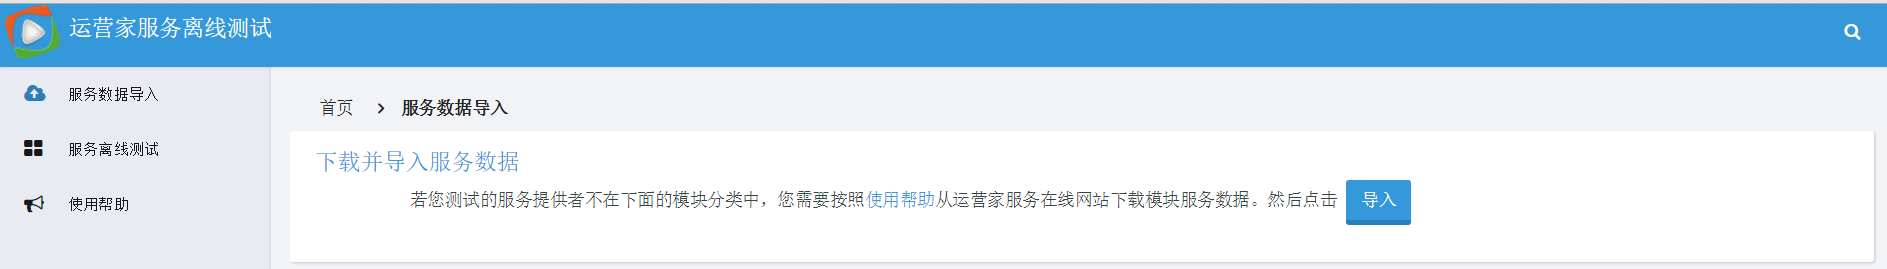 运营家服务离线测试
服务数据导入
服务离线测试
使用帮助
首页 > 服务数据导入
下载并导入服务数据
若您测试的服务提供者不在下面的模块分类中，您需要按照使用帮助从运营家服务在线网站下载模块服务数据。然后点击 导入